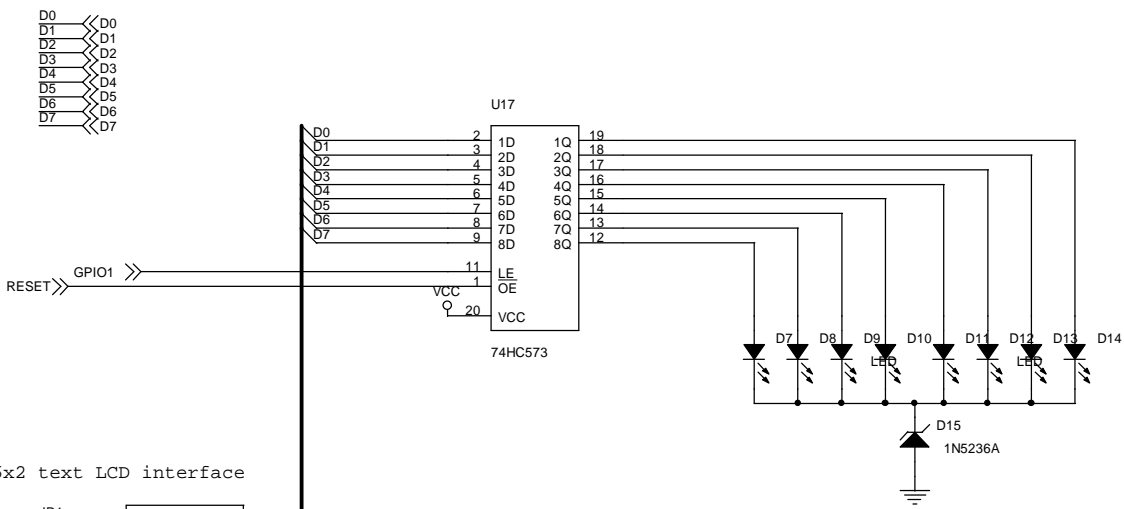 D0 D0
D1 D1
D2 D2
D3 D3
D4 D4
D5 D5
D6 D6
D7 D7
U17
D0 2 1D 1Q 19
D1 3 2D 2Q 18
D2 4 3D 3Q 17
D3 5 4D 4Q 16
D4 6 5D 5Q 15
D5 7 6D 6Q 14
D6 8 7D 7Q 13
D7 9 8D 8Q 12
GPIO1 11 LE
RESET 1 OE
VCC 20 VCC
74HC573
D7 D8 D9 D10 D11 D12 D13 D14
LED LED
D15
1N5236A
x2 text LCD interface